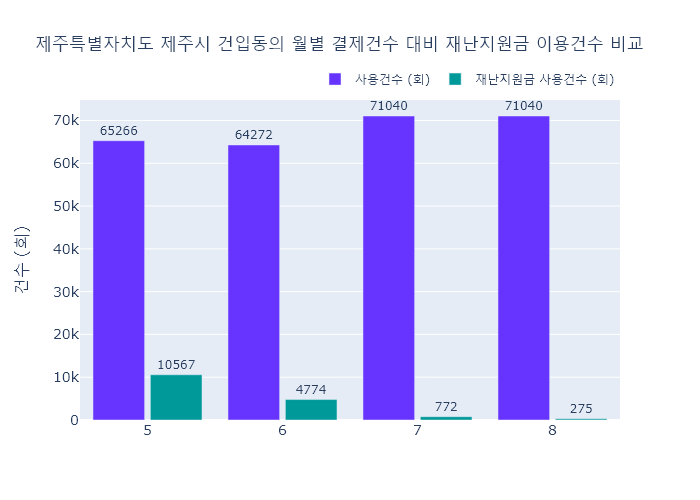 제주특별자치도 제주시 건입동의 월별 결제건수 대비 재난지원금 이용건수 비교
사용건수 (회) 재난지원금 사용건수 (회)
건수 (회)
70k
60k
50k
40k
30k
20k
10k
0
65266
10567
64272
4774
71040
772
71040
275
5 6 7 8